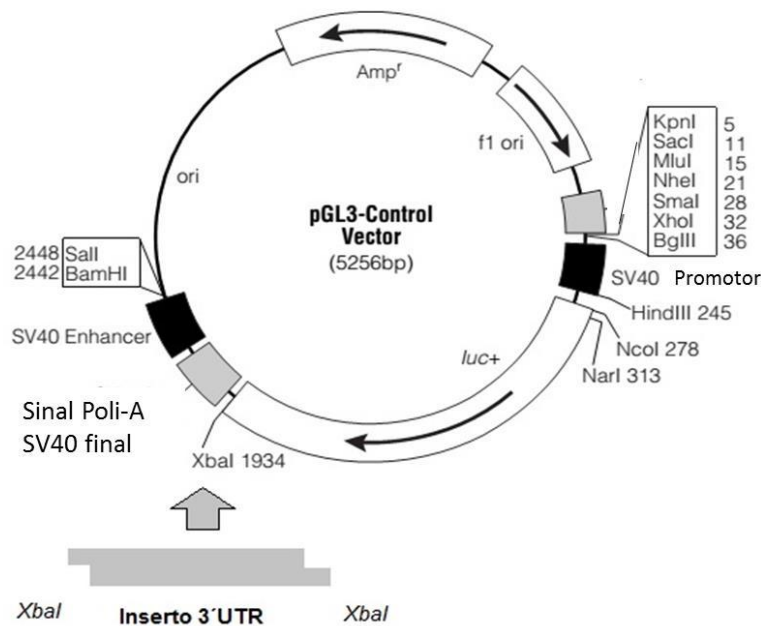 Ampʳ
f1 ori
KpnI 5
SacI 11
MluI 15
NheI 21
SmaI 28
XhoI 32
BglII 36
ori
pGL3-Control
Vector
(5256bp)
2448 SalI
2442 BamHI
SV40 Promotor
HindIII 245
SV40 Enhancer
luc+
NcoI 278
NarI 313
Sinal Poli-A
SV40 final
XbaI 1934
XbaI Inserto 3´UTR XbaI